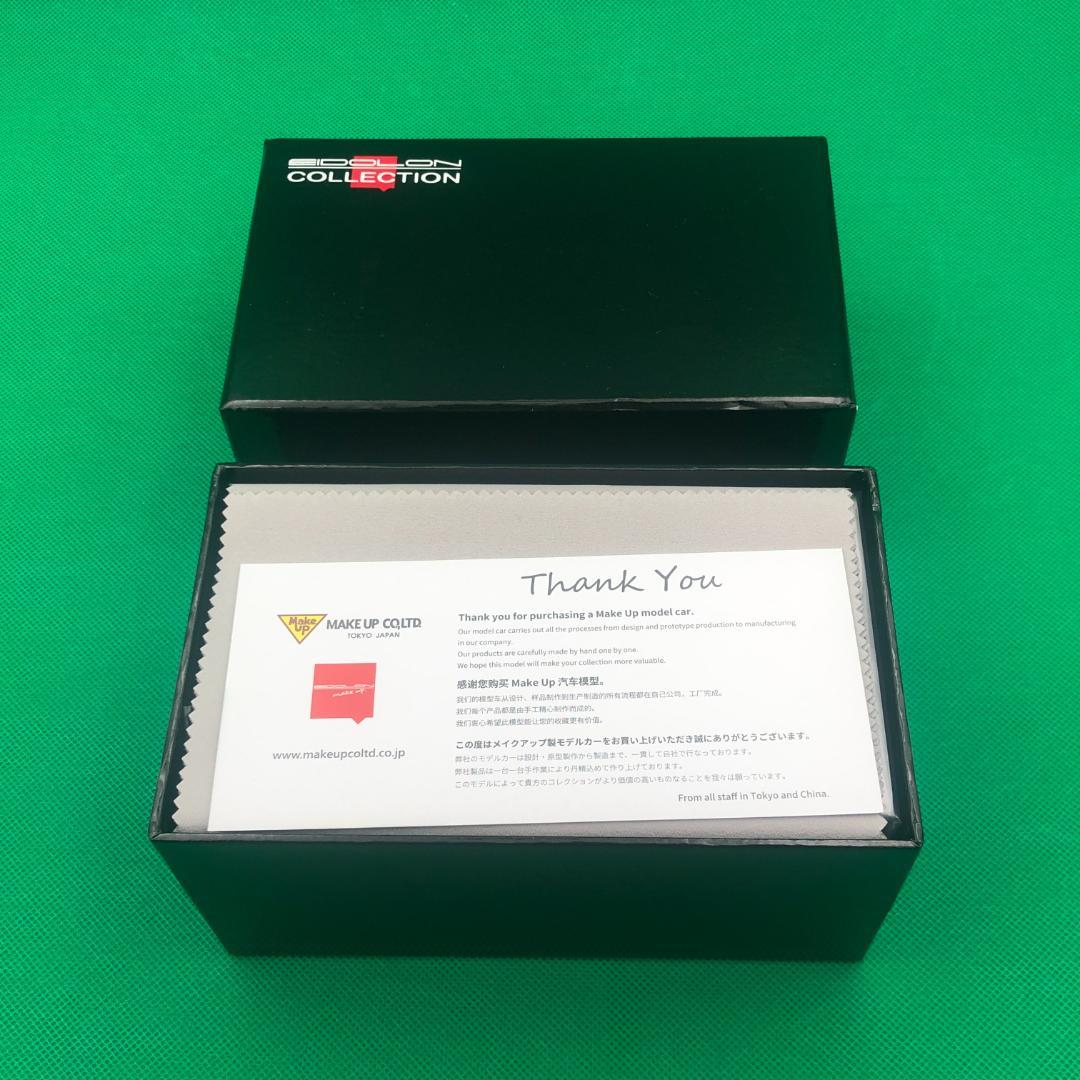 EIDOLON
COLLECTION
Thank You
Make Up
MAKE UP CO,LTD.
TOKYO JAPAN
make up
www.makeupcoltd.co.jp
Thank you for purchasing a Make Up model car.
Our model car carries out all the processes from design and prototype production to manufacturing
in our company.
Our products are carefully made by hand one by one.
We hope this model will make your collection more valuable.
感谢您购买 Make Up 汽车模型。
我们的模型车从设计、样品制作到生产制造的所有流程都在自己公司，工厂完成。
我们每个产品都是由手工精心制作而成的。
我们衷心希望此模型能让您的收藏更有价值。
この度はメイクアップ製モデルカーをお買い上げいただき誠にありがとうございます。
弊社のモデルカーは設計・原型製作から製造まで、一貫して自社で行なっております。
弊社製品は一台一台手作業により丹精込めて作り上げております。
このモデルによって貴方のコレクションがより価値の高いものなることを我々は願っています。
From all staff in Tokyo and China.